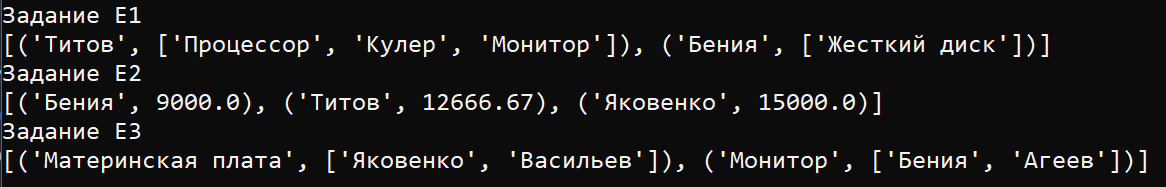 Задание Е1
[('Титов', ['Процессор', 'Кулер', 'Монитор']), ('Бения', ['Жесткий диск'])]
Задание Е2
[('Бения', 9000.0), ('Титов', 12666.67), ('Яковенко', 15000.0)]
Задание Е3
[('Материнская плата', ['Яковенко', 'Васильев']), ('Монитор', ['Бения', 'Агеев'])]